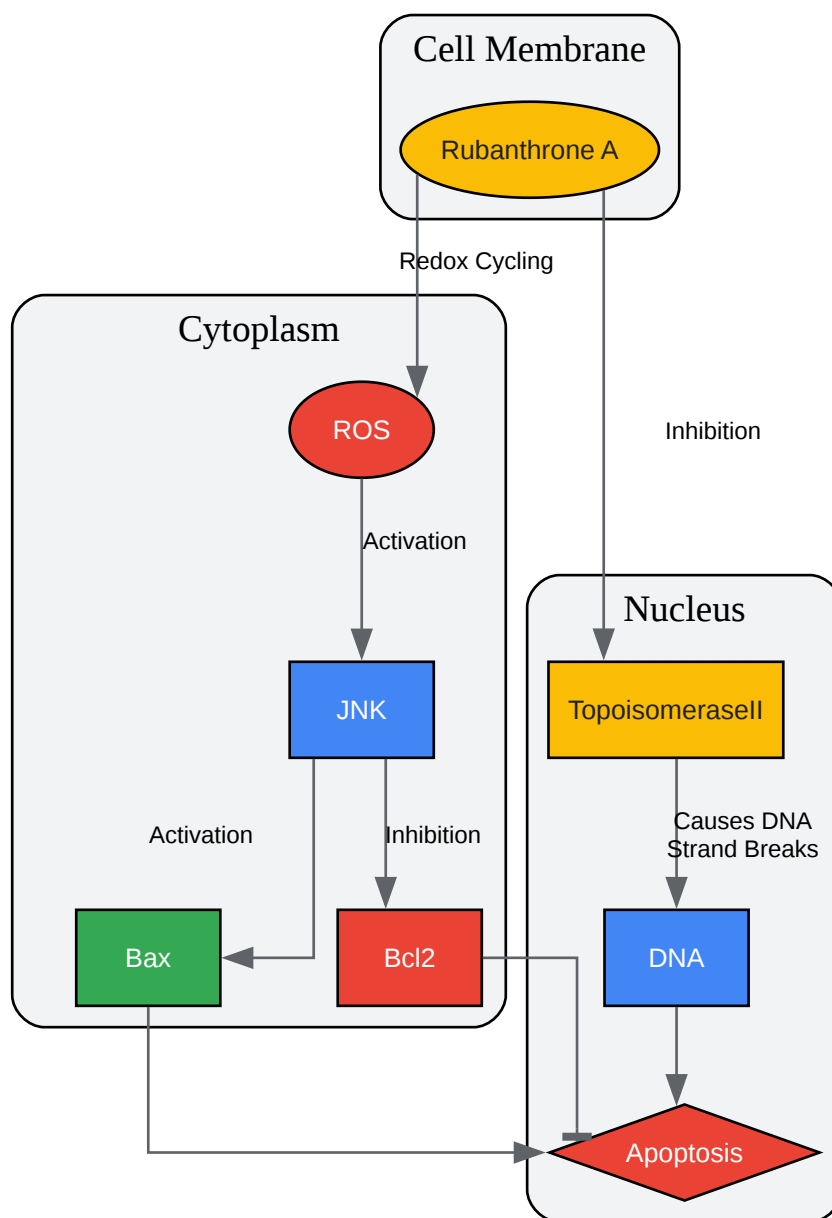 Cell Membrane
Rubanthrone A
Redox Cycling
Cytoplasm
ROS
Inhibition
Activation
Nucleus
JNK
TopoisomeraseII
Activation
Inhibition
Causes DNA
Strand Breaks
Bax
Bcl2
DNA
Apoptosis